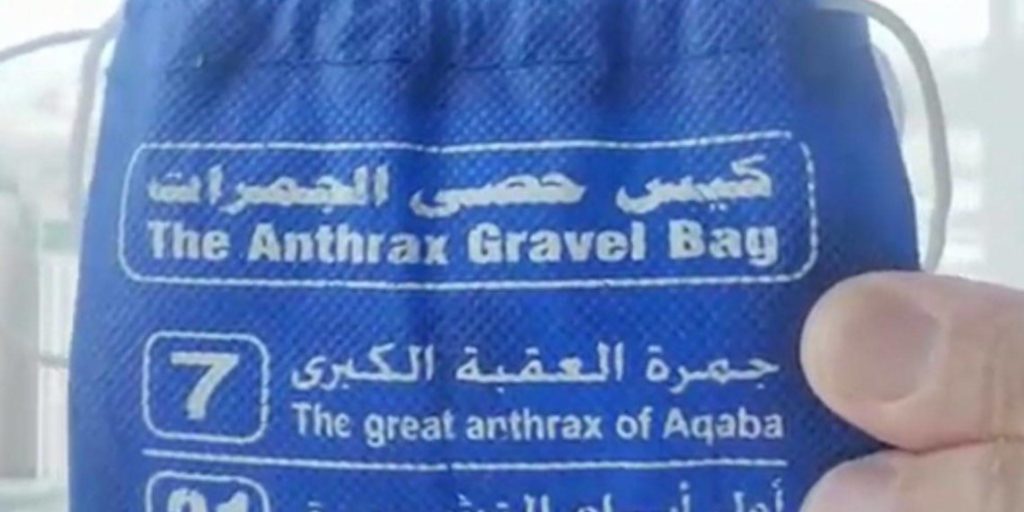 كيس حصى الجمرات
The Anthrax Gravel Bag
7
جمرة العقبة الكبرى
The great anthrax of Aqaba